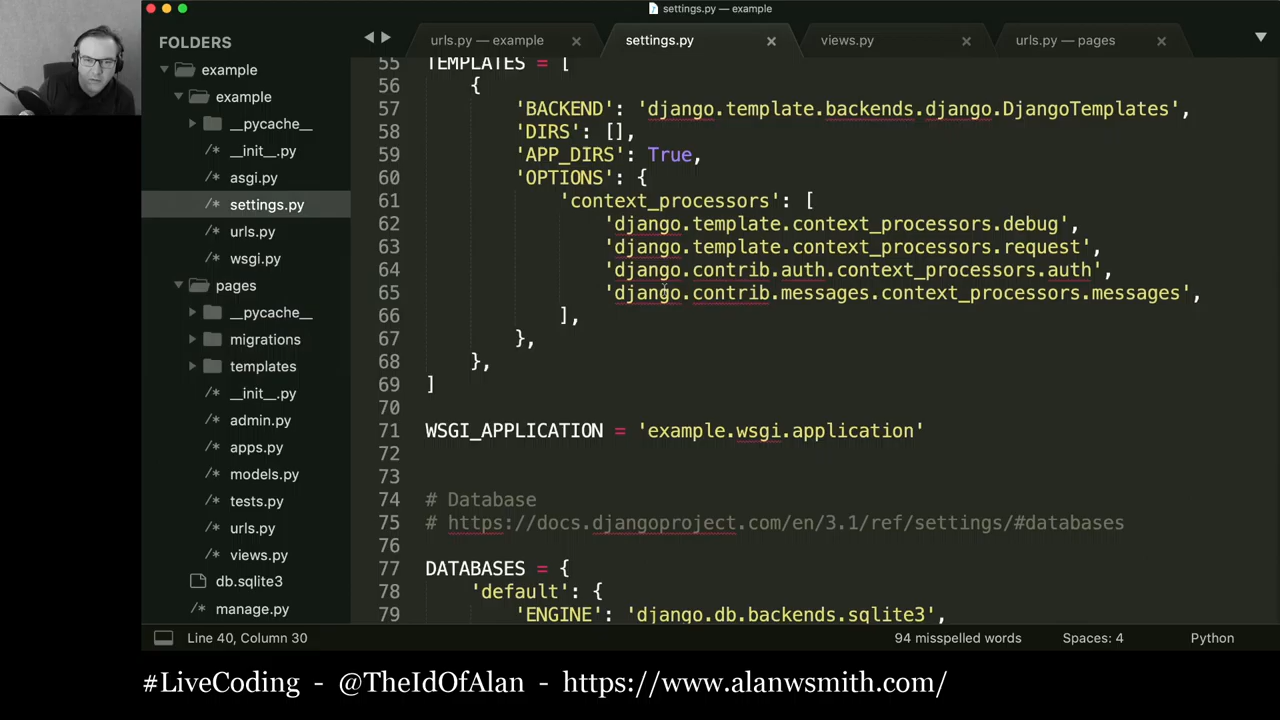 settings.py — example
FOLDERS
example
example
__pycache__
/* __init__.py
/* asgi.py
/* settings.py
/* urls.py
/* wsgi.py
pages
__pycache__
migrations
templates
/* __init__.py
/* admin.py
/* apps.py
/* models.py
/* tests.py
/* urls.py
/* views.py
db.sqlite3
/* manage.py
urls.py — example
settings.py
views.py
urls.py — pages
55 TEMPLATES = [
56 {
57 'BACKEND': 'django.template.backends.django.DjangoTemplates',
58 'DIRS': [],
59 'APP_DIRS': True,
60 'OPTIONS': {
61 'context_processors': [
62 'django.template.context_processors.debug',
63 'django.template.context_processors.request',
64 'django.contrib.auth.context_processors.auth',
65 'django.contrib.messages.context_processors.messages',
66 ],
67 },
68 },
69 ]
70
71 WSGI_APPLICATION = 'example.wsgi.application'
72
73
74 # Database
75 # https://docs.djangoproject.com/en/3.1/ref/settings/#databases
76
77 DATABASES = {
78 'default': {
79 'ENGINE': 'django.db.backends.sqlite3',
Line 40, Column 30
94 misspelled words
Spaces: 4
Python
#LiveCoding - @TheIdOfAlan - https://www.alanwsmith.com/